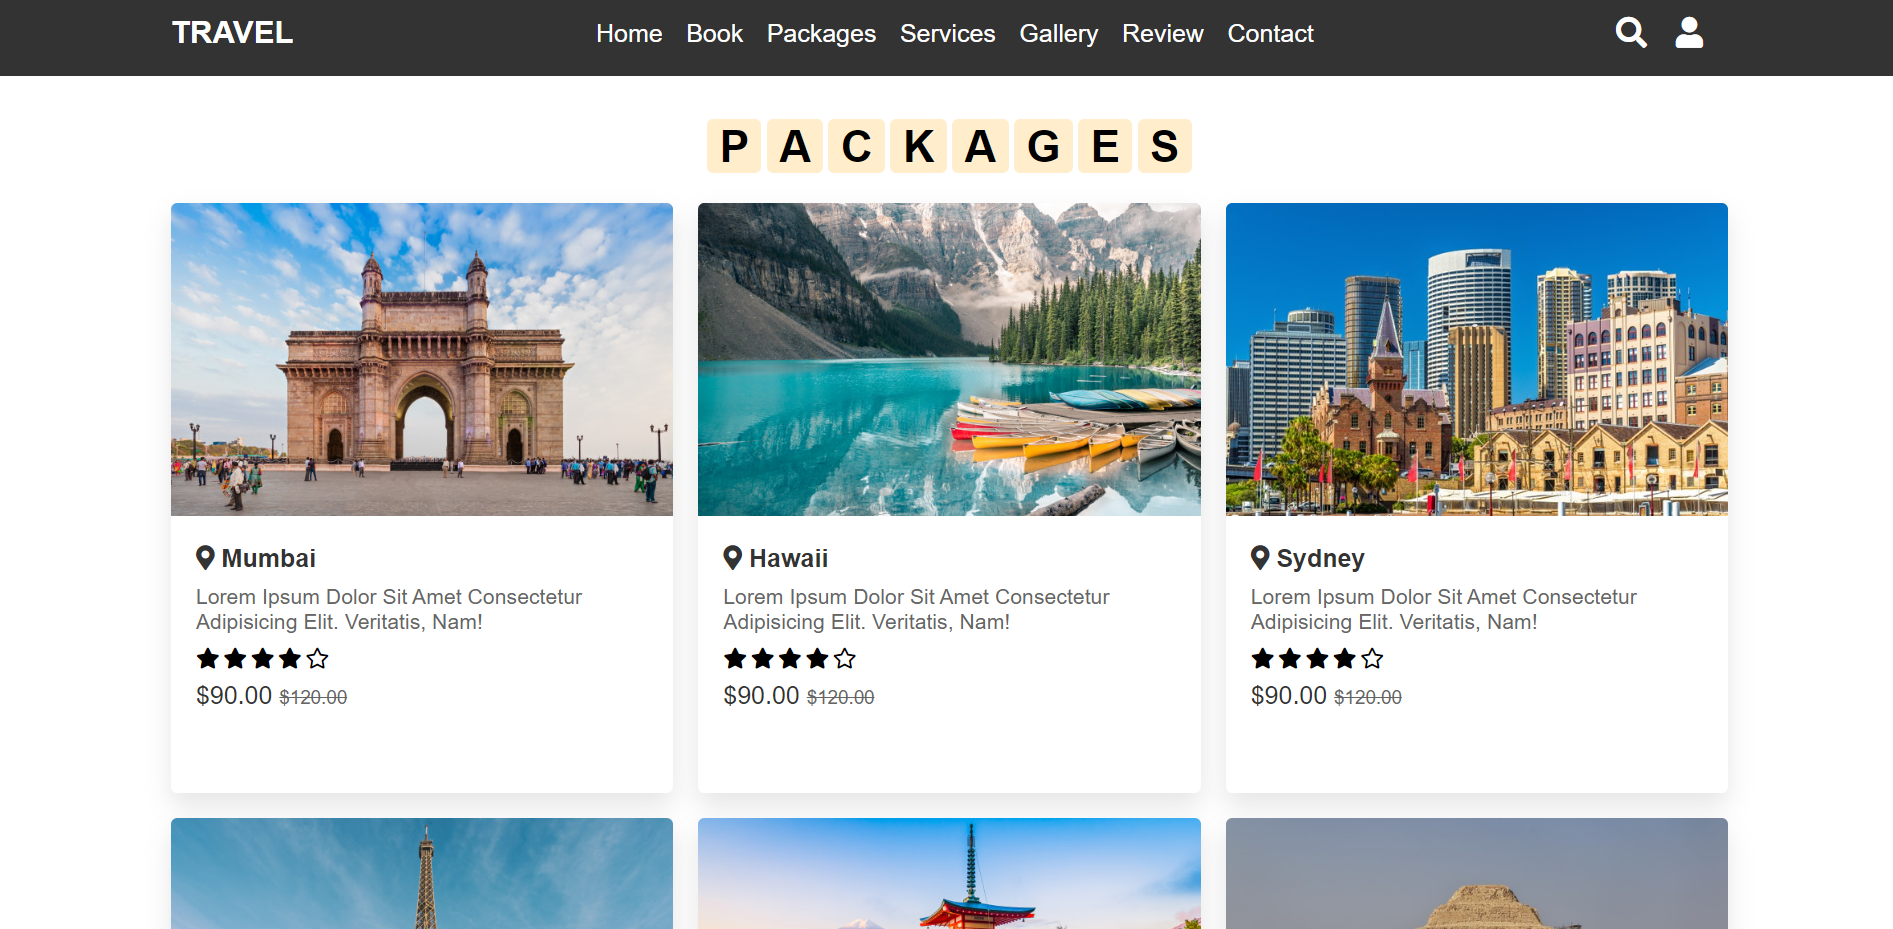 TRAVEL
Home Book Packages Services Gallery Review Contact
PACKAGES
Mumbai
Lorem Ipsum Dolor Sit Amet Consectetur
Adipisicing Elit. Veritatis, Nam!
$90.00 $120.00
Hawaii
Lorem Ipsum Dolor Sit Amet Consectetur
Adipisicing Elit. Veritatis, Nam!
$90.00 $120.00
Sydney
Lorem Ipsum Dolor Sit Amet Consectetur
Adipisicing Elit. Veritatis, Nam!
$90.00 $120.00